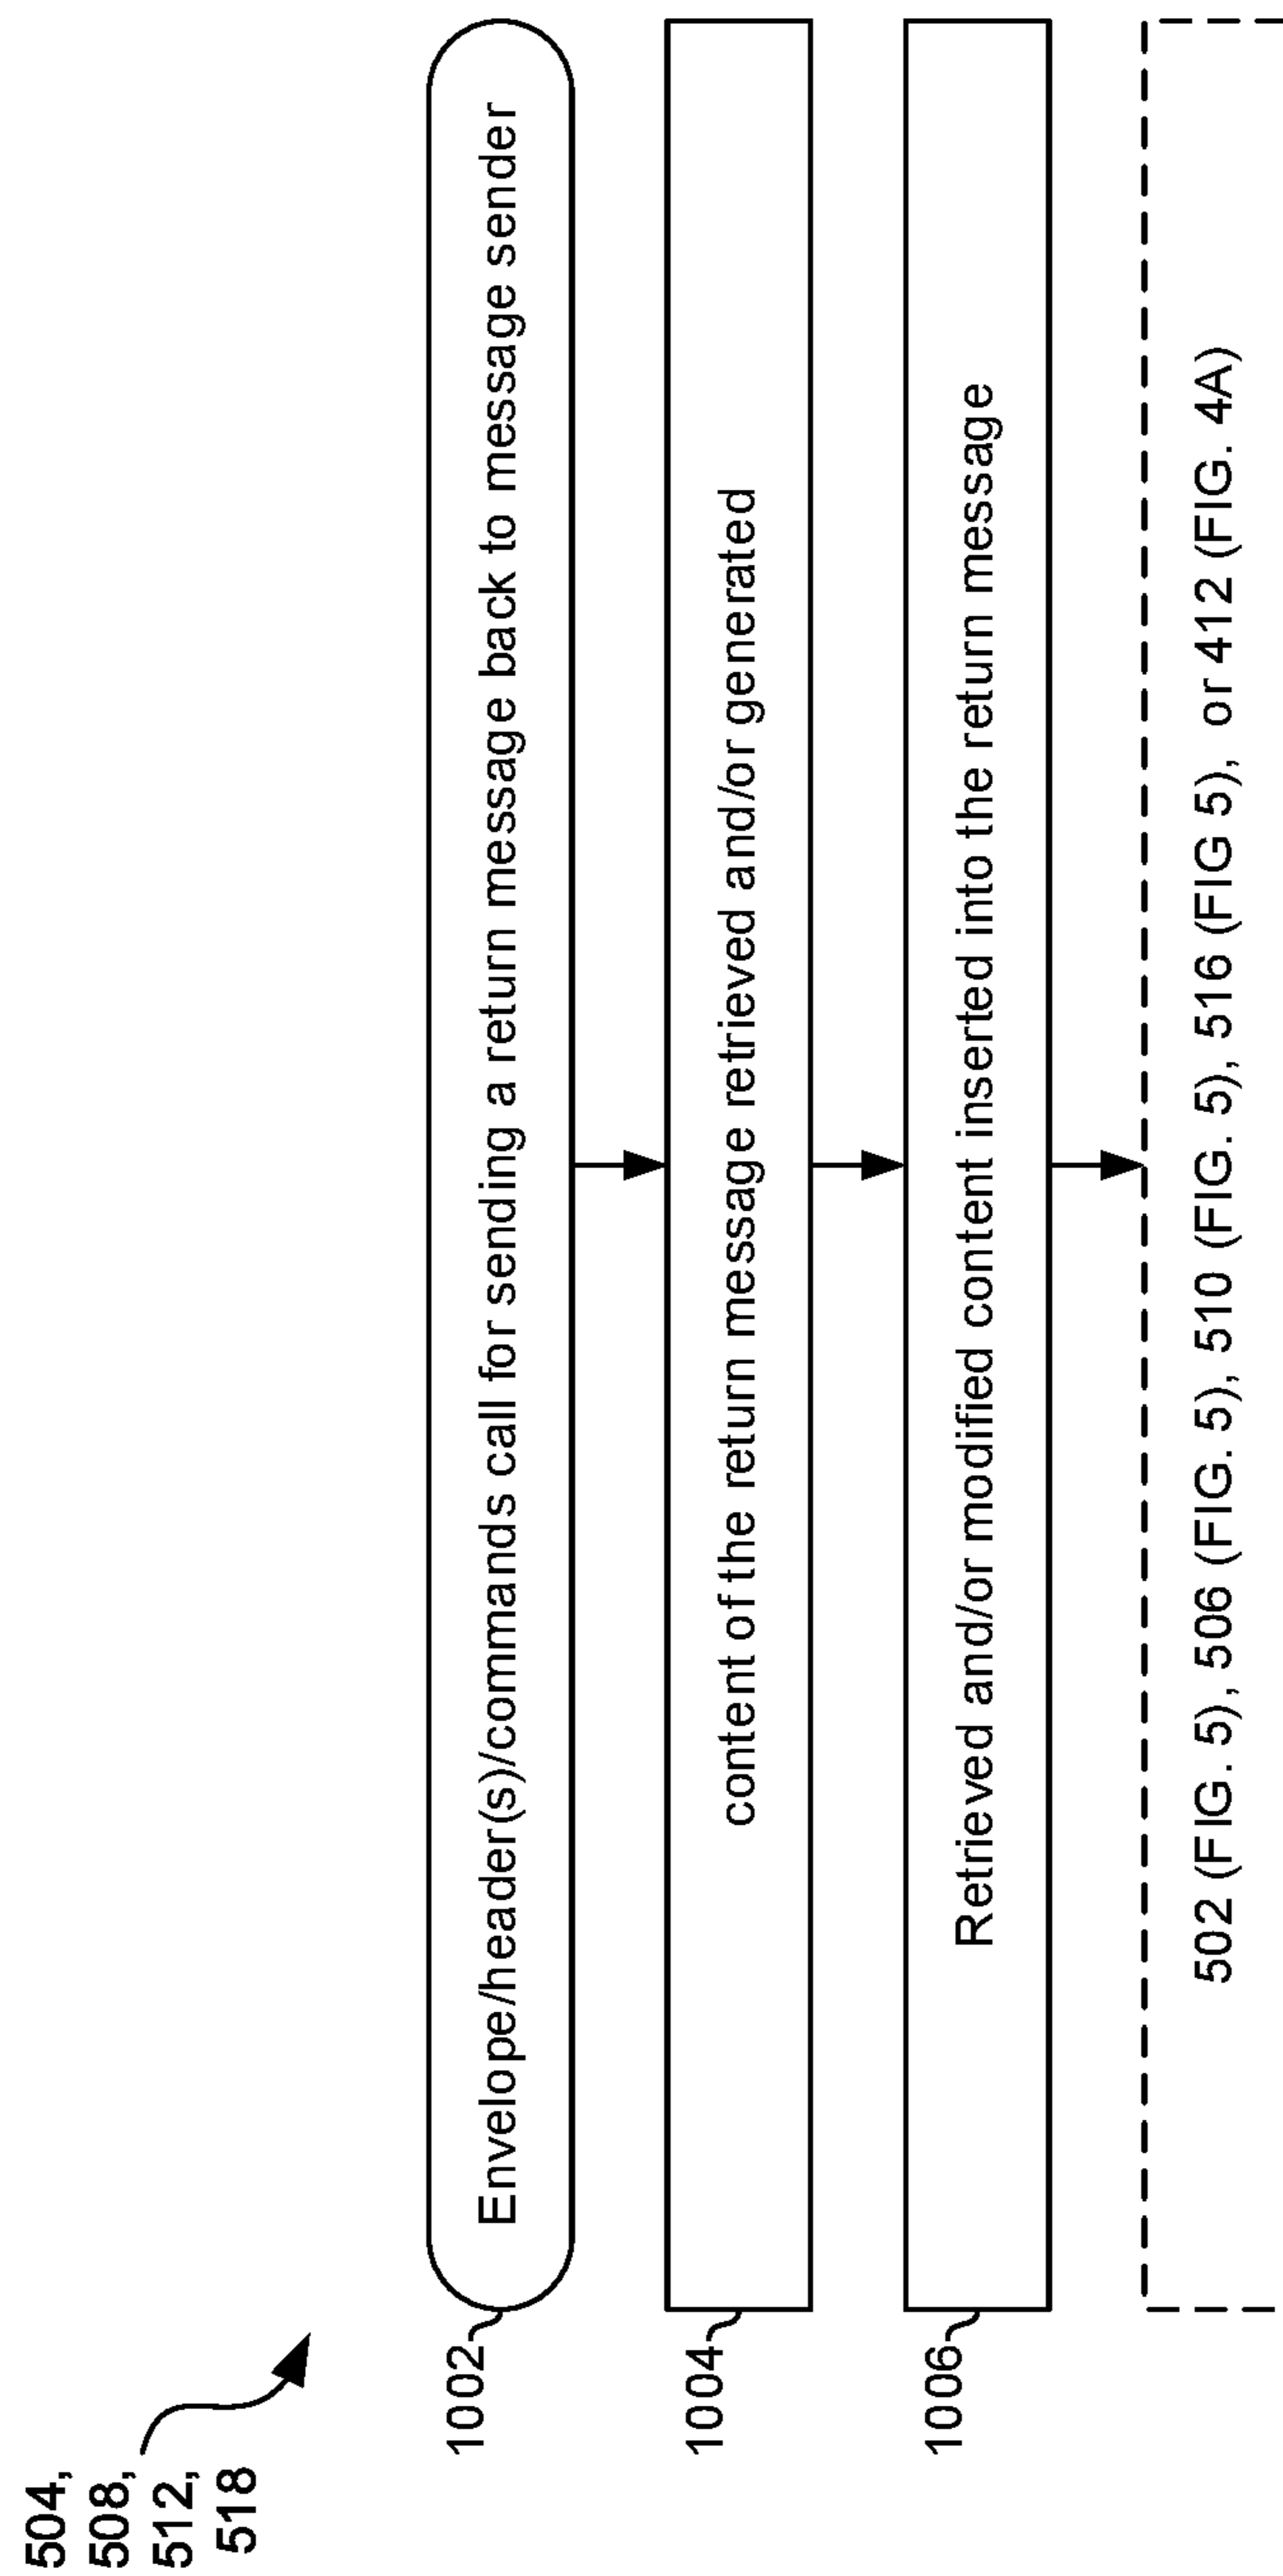 504,
508,
512,
518
1002
Envelope/header(s)/commands call for sending a return message back to message sender
1004
content of the return message retrieved and/or generated
1006
Retrieved and/or modified content inserted into the return message
502 (FIG. 5), 506 (FIG. 5), 510 (FIG. 5), 516 (FIG 5), or 412 (FIG. 4A)